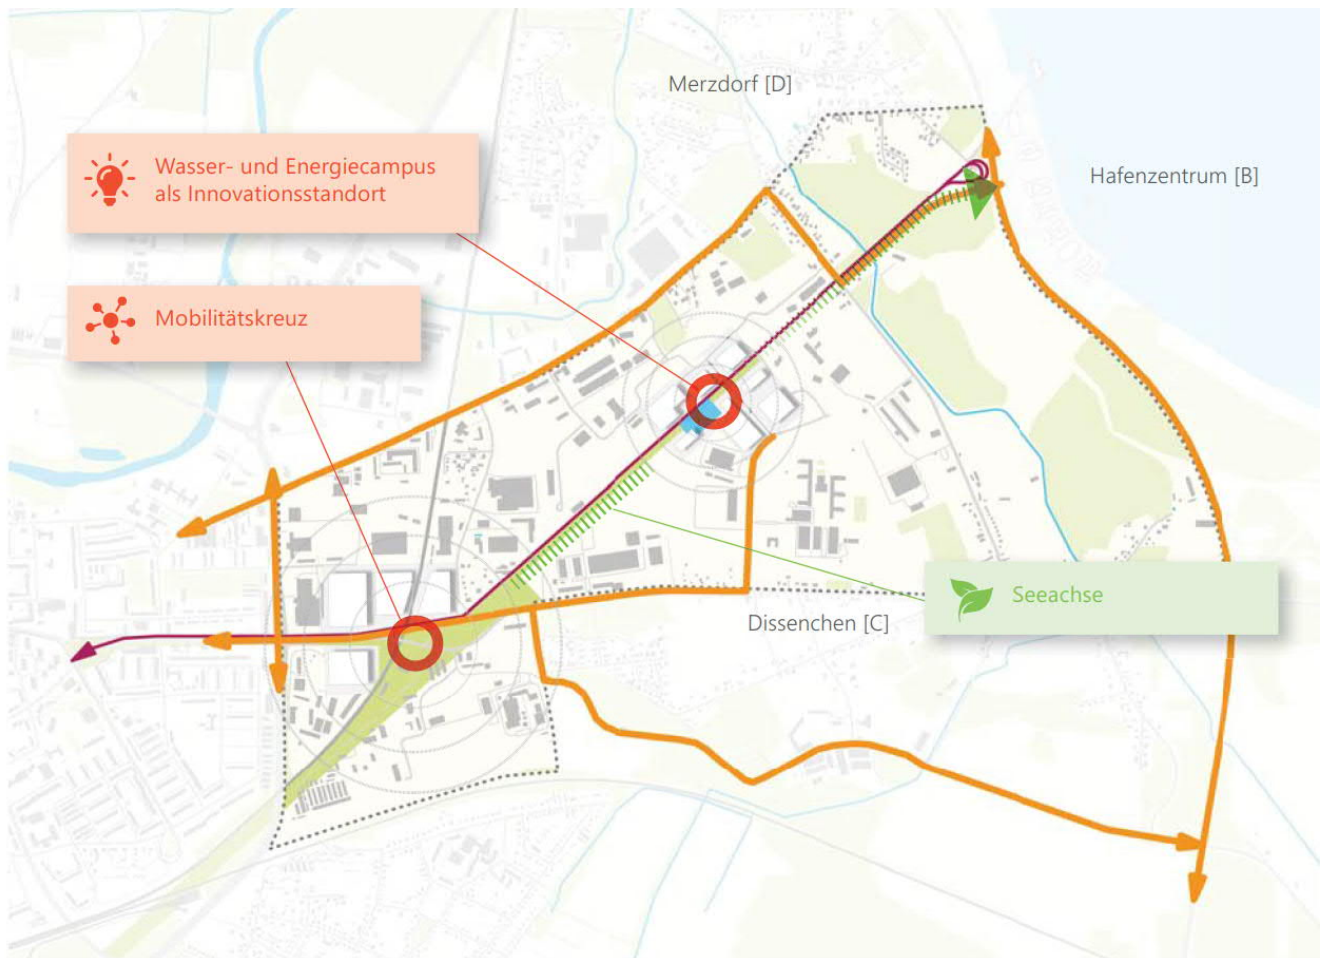 Merzdorf [D]
Wasser- und Energiecampus
als Innovationsstandort
Hafenzentrum [B]
Mobilitätskreuz
Seeachse
Dissenchen [C]